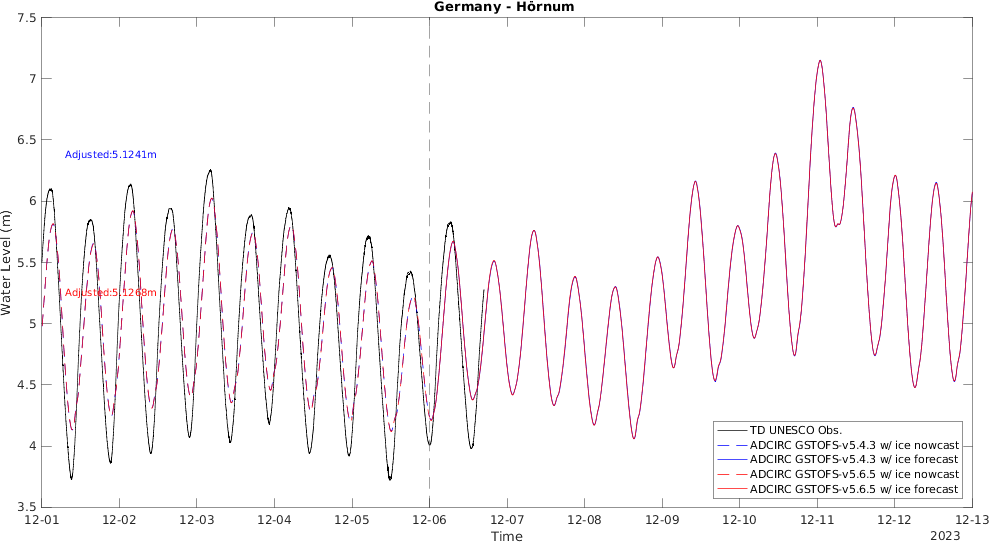 Germany - Hörnum
Water Level (m)
7.5
7
6.5
6
5.5
5
4.5
4
3.5
Adjusted:5.1241m
Adjusted:5.1268m
TD UNESCO Obs.
ADCIRC GSTOFS-v5.4.3 w/ ice nowcast
ADCIRC GSTOFS-v5.4.3 w/ ice forecast
ADCIRC GSTOFS-v5.6.5 w/ ice nowcast
ADCIRC GSTOFS-v5.6.5 w/ ice forecast
12-01 12-02 12-03 12-04 12-05 12-06 12-07 12-08 12-09 12-10 12-11 12-12 12-13
Time
2023